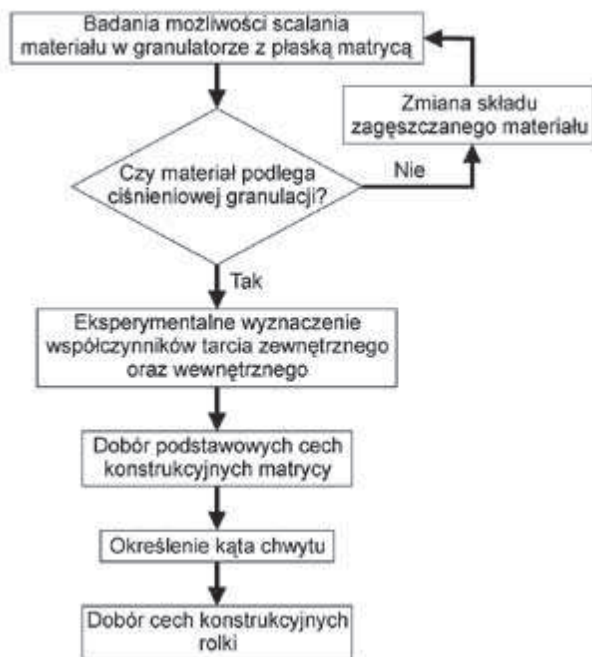 Badania możliwości scalania
materiału w granulatorze z płaską matrycą
Zmiana składu
zagęszczanego materiału
Czy materiał podlega
ciśnieniowej granulacji?
Nie
Tak
Eksperymentalne wyznaczenie
współczynników tarcia zewnętrznego
oraz wewnętrznego
Dobór podstawowych cech
konstrukcyjnych matrycy
Określenie kąta chwytu
Dobór cech konstrukcyjnych
rolki